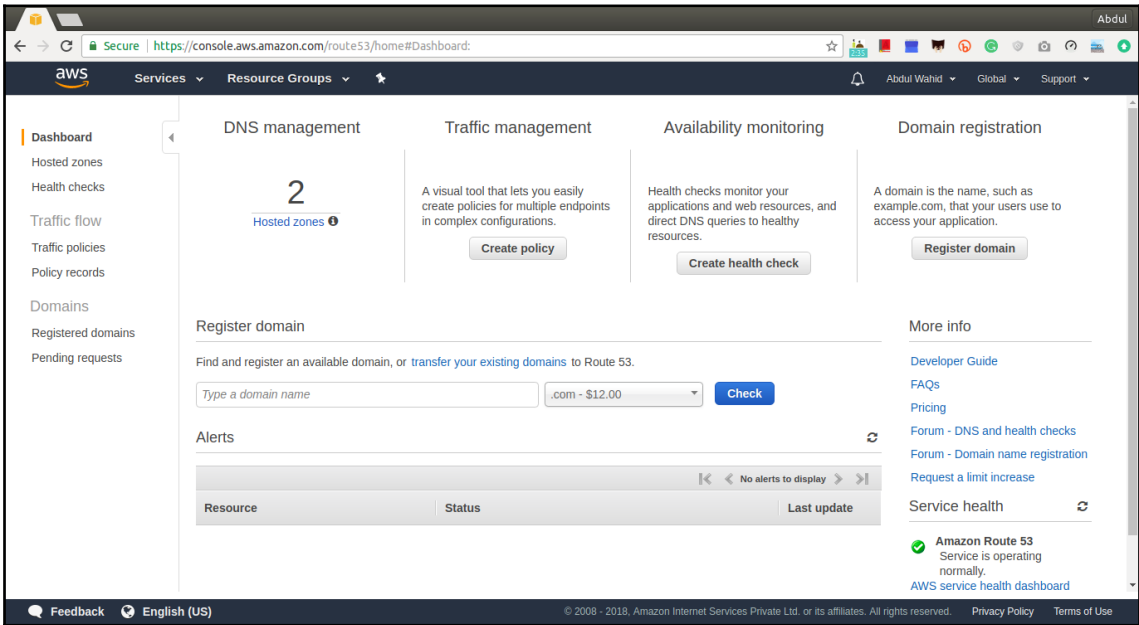 Abdul
Secure | https://console.aws.amazon.com/route53/home#Dashboard:
2:35
aws Services Resource Groups Abdul Wahid Global Support
Dashboard
Hosted zones
Health checks
Traffic flow
Traffic policies
Policy records
Domains
Registered domains
Pending requests
DNS management
2
Hosted zones
Traffic management
A visual tool that lets you easily
create policies for multiple endpoints
in complex configurations.
Create policy
Availability monitoring
Health checks monitor your
applications and web resources, and
direct DNS queries to healthy
resources.
Create health check
Domain registration
A domain is the name, such as
example.com, that your users use to
access your application.
Register domain
Register domain
Find and register an available domain, or transfer your existing domains to Route 53.
Type a domain name .com - $12.00 Check
Alerts
No alerts to display
Resource Status Last update
More info
Developer Guide
FAQs
Pricing
Forum - DNS and health checks
Forum - Domain name registration
Request a limit increase
Service health
Amazon Route 53
Service is operating
normally.
AWS service health dashboard
Feedback English (US) © 2008 - 2018, Amazon Internet Services Private Ltd. or its affiliates. All rights reserved. Privacy Policy Terms of Use